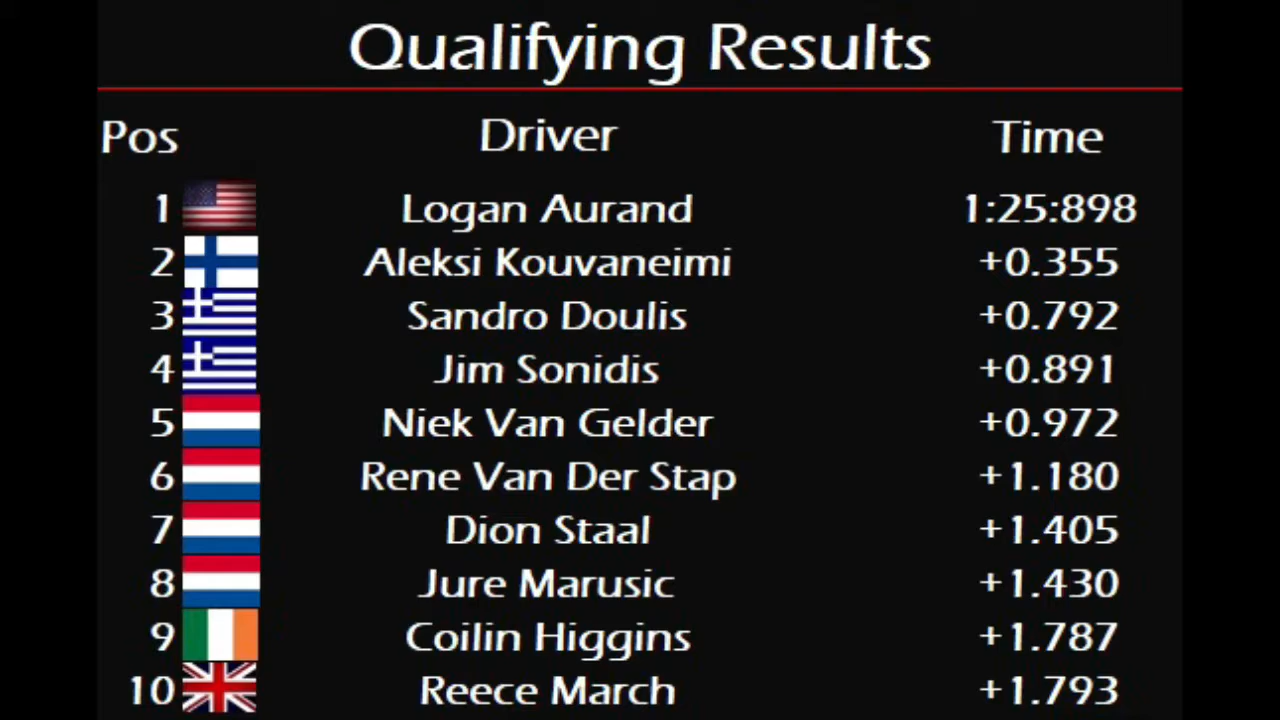 Qualifying Results
Pos Driver Time
1 Logan Aurand 1:25:898
2 Aleksi Kouvaneimi +0.355
3 Sandro Doulis +0.792
4 Jim Sonidis +0.891
5 Niek Van Gelder +0.972
6 Rene Van Der Stap +1.180
7 Dion Staal +1.405
8 Jure Marusic +1.430
9 Coilin Higgins +1.787
10 Reece March +1.793